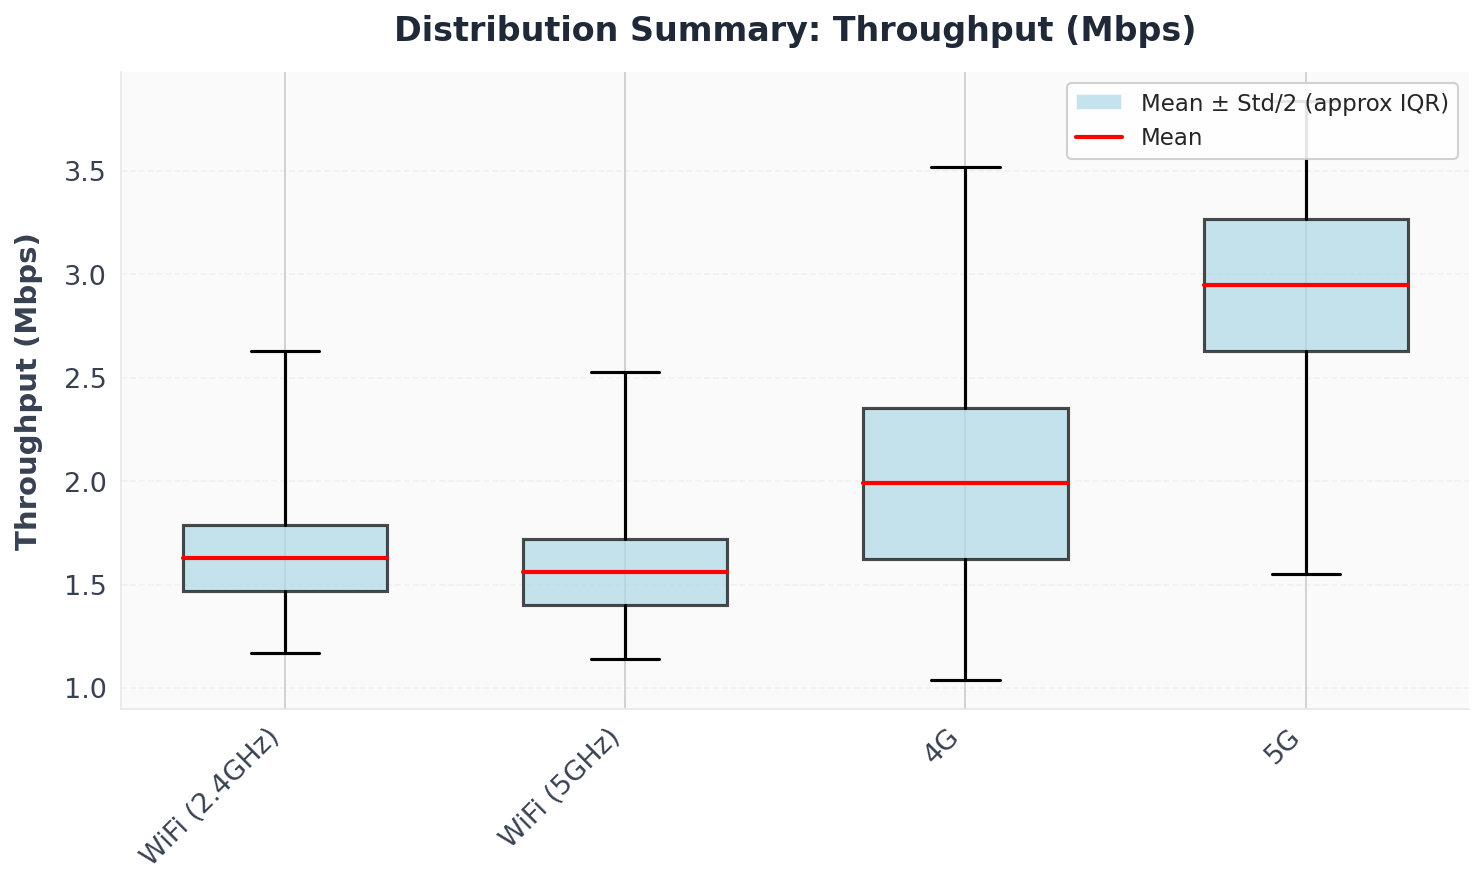 Distribution Summary: Throughput (Mbps)
Mean ± Std/2 (approx IQR)
Mean
Throughput (Mbps)
3.5
3.0
2.5
2.0
1.5
1.0
WiFi (2.4GHz)
WiFi (5GHz)
4G
5G